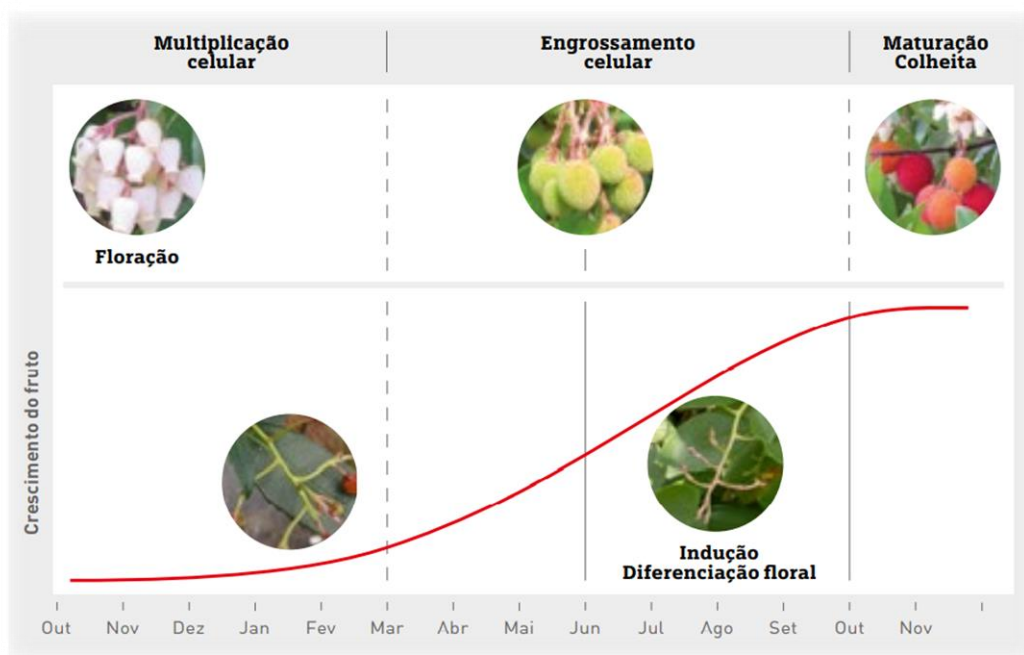 Multiplicação
celular
Engrossamento
celular
Maturação
Colheita
Floração
Crescimento do fruto
Indução
Diferenciação floral
Out Nov Dez Jan Fev Mar Abr Mai Jun Jul Ago Set Out Nov